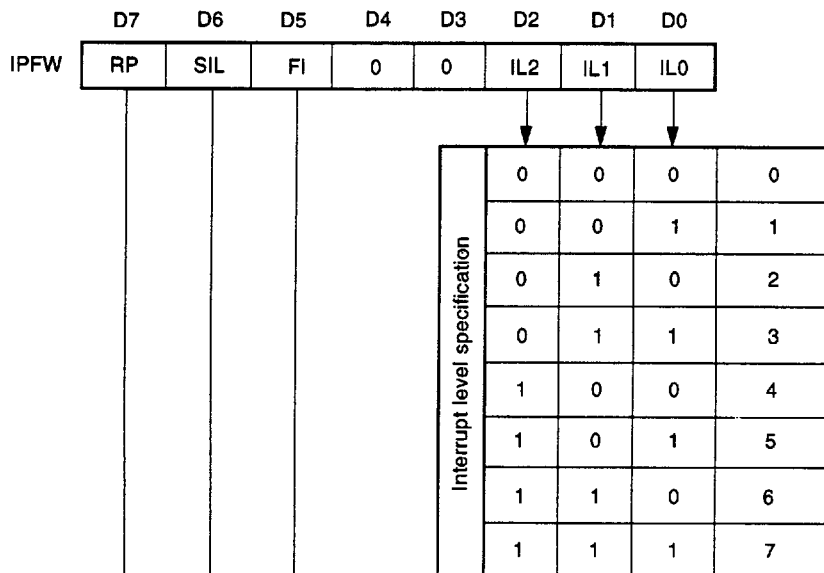 D7 D6 D5 D4 D3 D2 D1 D0
IPFW RP SIL FI 0 0 IL2 IL1 IL0
Interrupt level specification
0 0 0 0
0 0 1 1
0 1 0 2
0 1 1 3
1 0 0 4
1 0 1 5
1 1 0 6
1 1 1 7